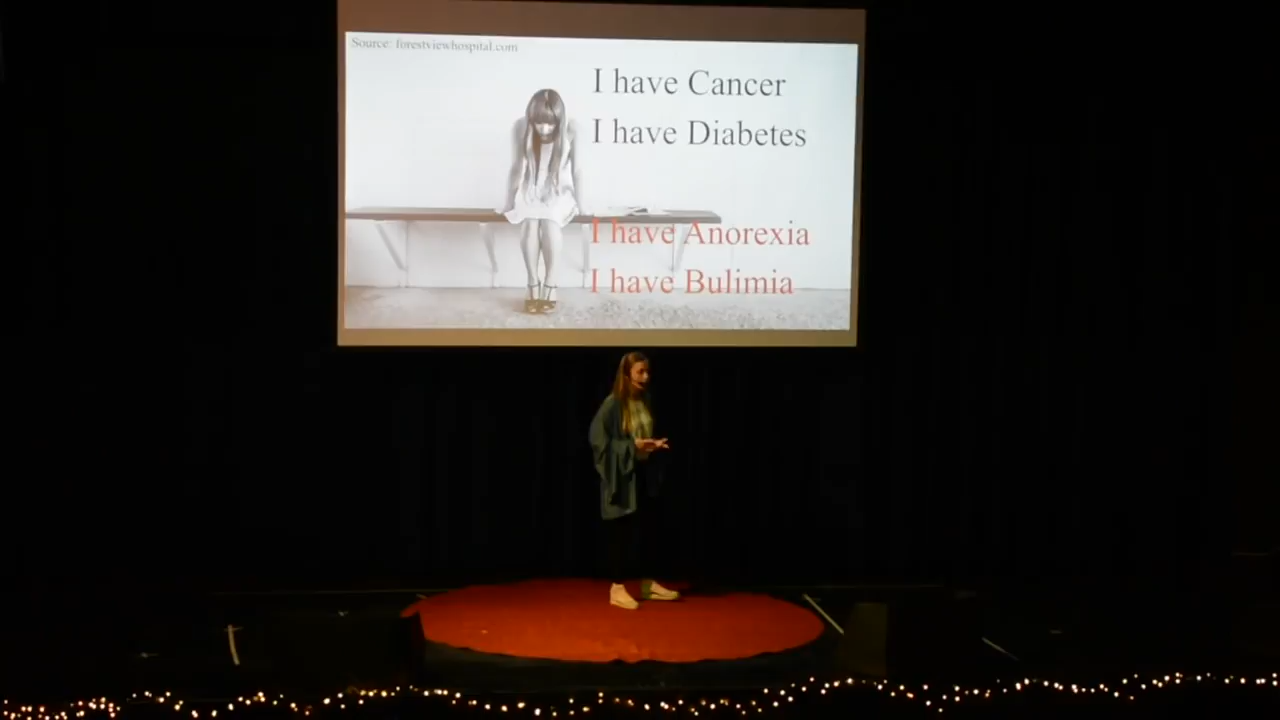 Source: forestviewhospital.com
I have Cancer
I have Diabetes
I have Anorexia
I have Bulimia